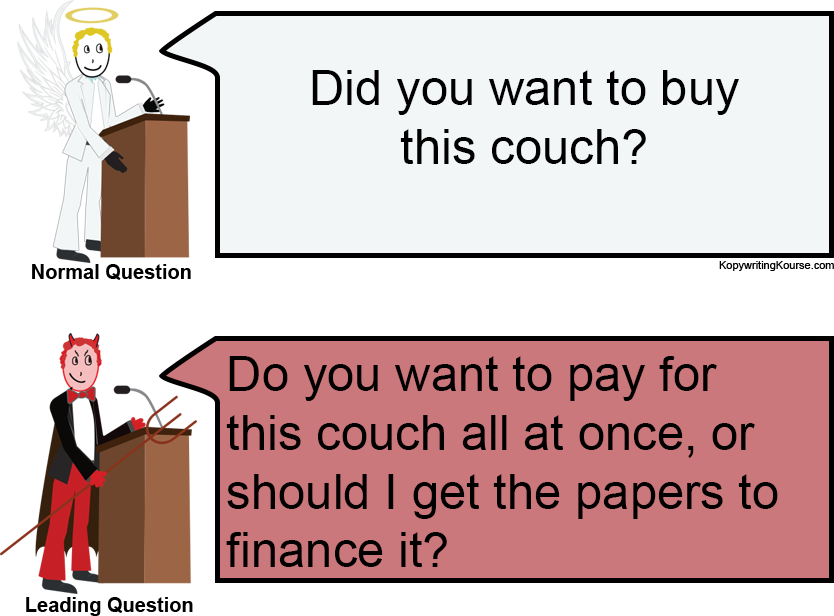 Did you want to buy
this couch?
Normal Question
KopywritingKourse.com
Do you want to pay for
this couch all at once, or
should I get the papers to
finance it?
Leading Question